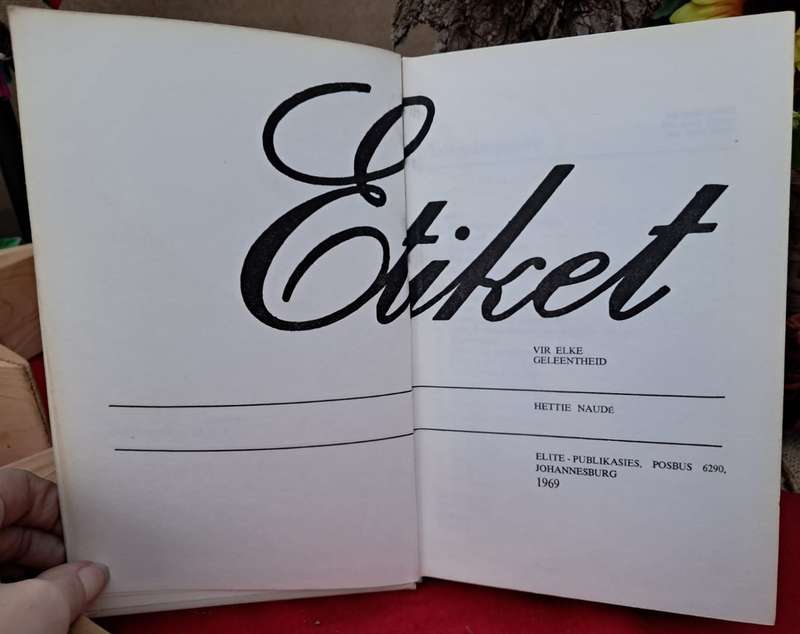 Etiket
VIR ELKE
GELEENTHEID
HETTIE NAUDÉ
ELITE - PUBLIKASIES, POSBUS 6290,
JOHANNESBURG
1969